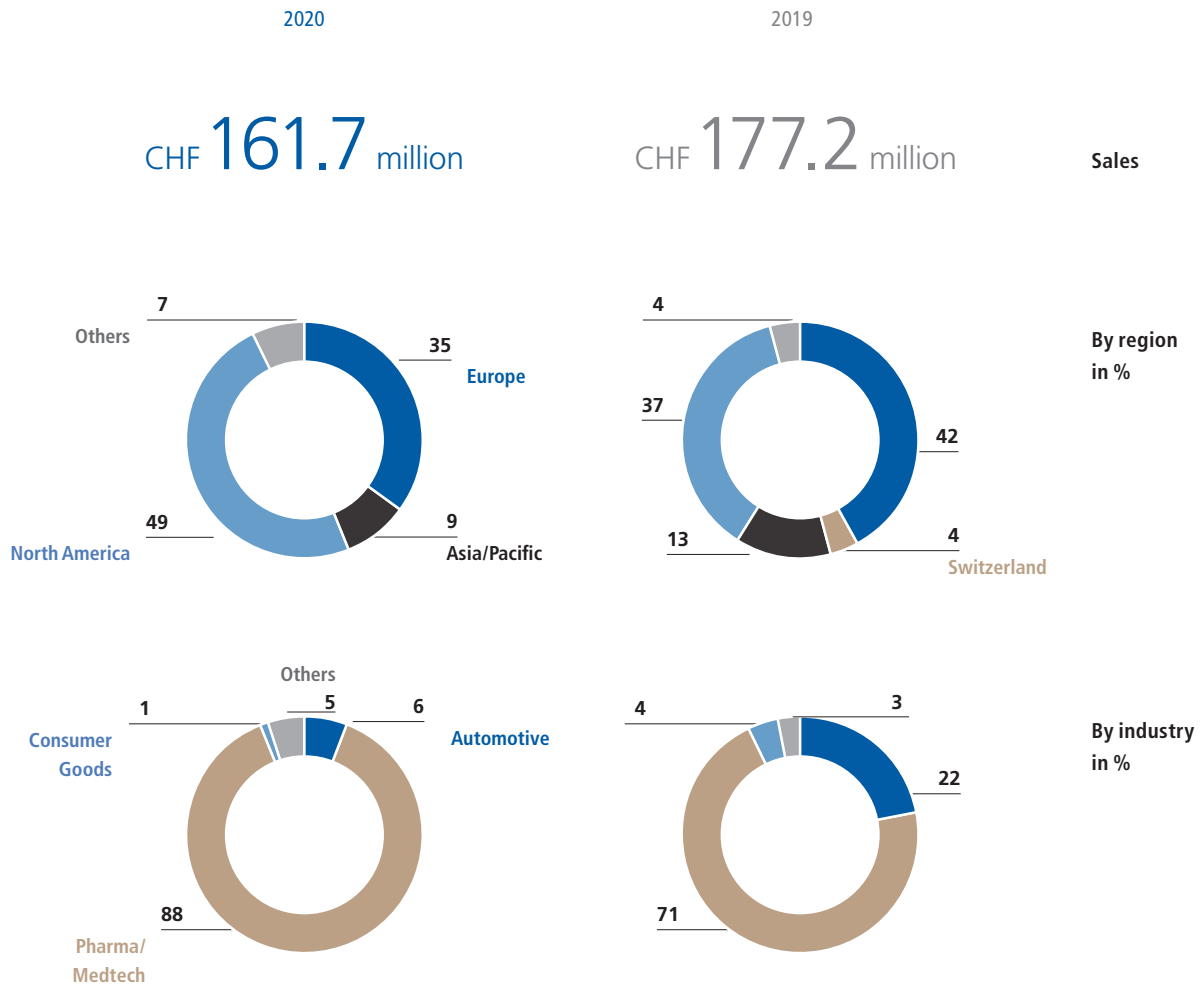 2020
2019
CHF 161.7 million
CHF 177.2 million
Sales
7
Others
35
Europe
49
North America
9
Asia/Pacific
4
37
42
13
4
Switzerland
By region
in %
Others
1
5
6
Consumer
Goods
Automotive
88
Pharma/
Medtech
4
3
22
71
By industry
in %